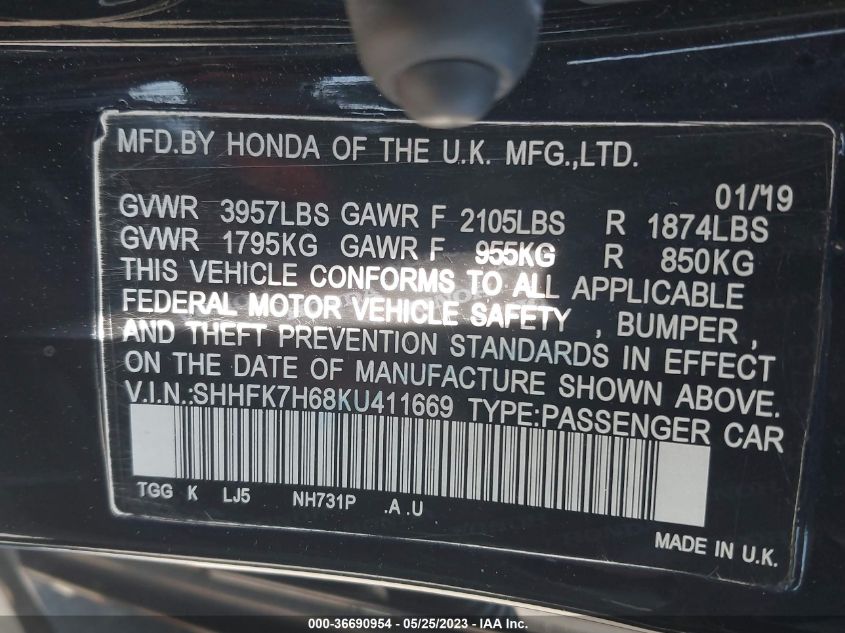 MFD.BY HONDA OF THE U.K. MFG.,LTD.
01/19
GVWR 3957LBS GAWR F 2105LBS R 1874LBS
GVWR 1795KG GAWR F 955KG R 850KG
THIS VEHICLE CONFORMS TO ALL APPLICABLE
FEDERAL MOTOR VEHICLE SAFETY , BUMPER ,
AND THEFT PREVENTION STANDARDS IN EFFECT
ON THE DATE OF MANUFACTURE SHOWN ABOVE.
V.I.N.:SHHFK7H68KU411669 TYPE:PASSENGER CAR
TGG K LJ5 NH731P .A .U
MADE IN U.K.
000-36690954 / 05/25/2023 - IAA, Inc.